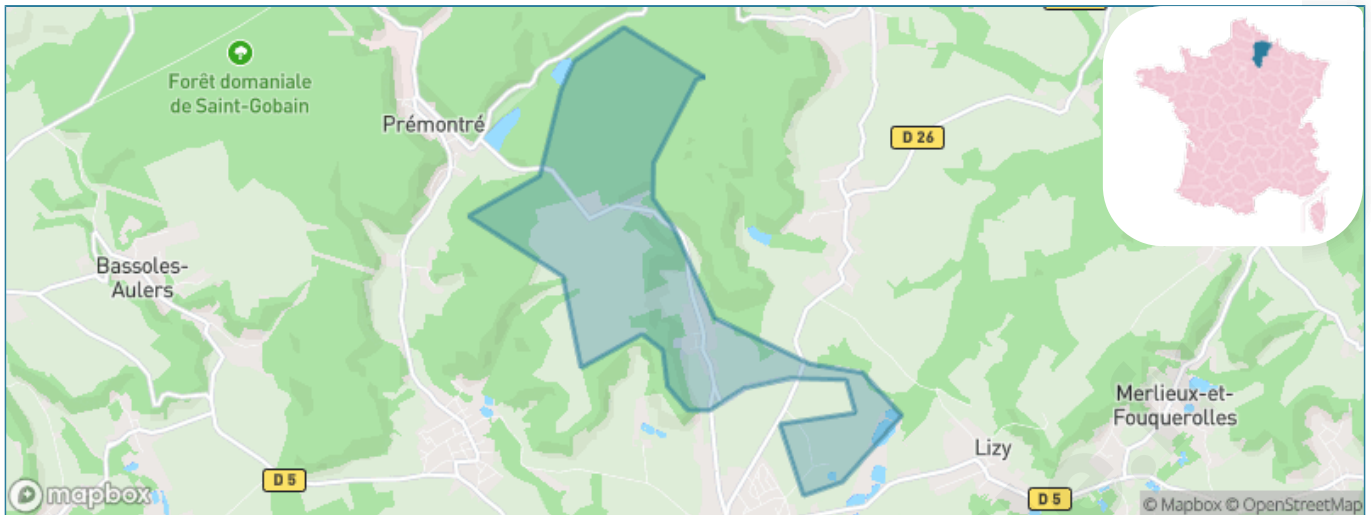 Forêt domaniale
de Saint-Gobain
Prémontré
D 26
Bassoles-
Aulers
Merlieux-et-
Fouquerolles
Lizy
D 5
D 5
mapbox
© Mapbox © OpenStreetMap